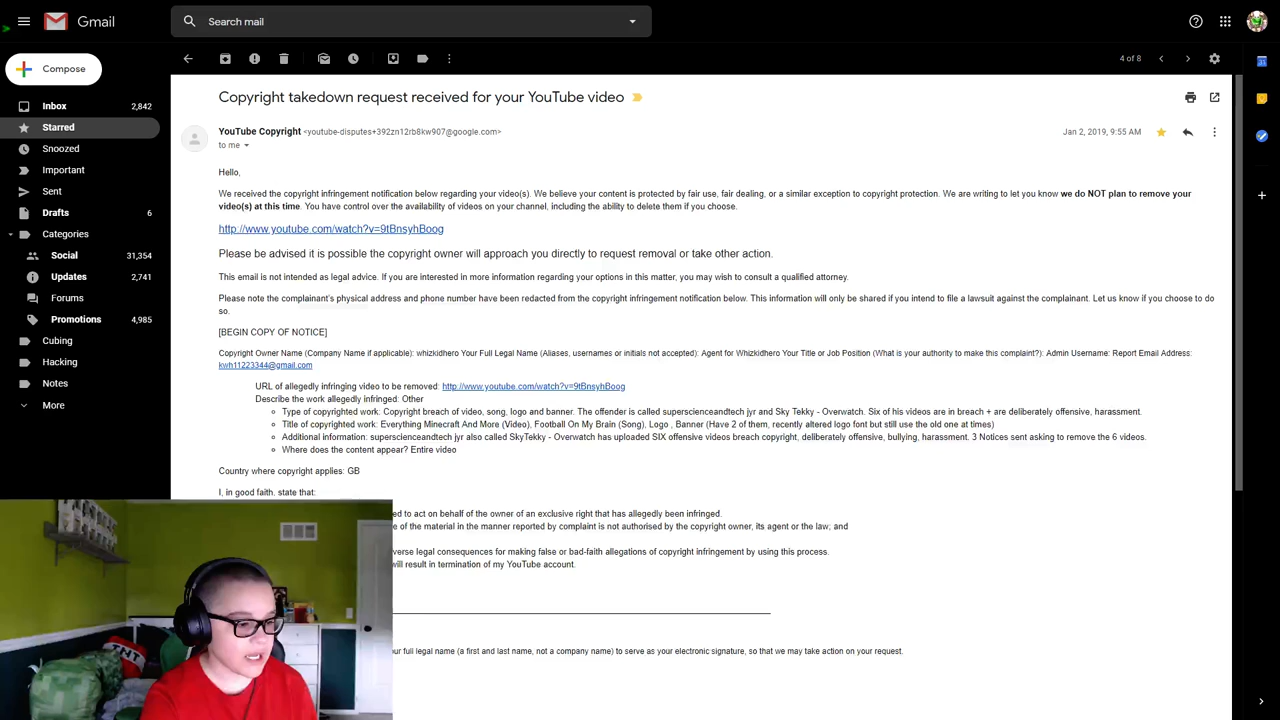 Gmail
Search mail
Compose
4 of 8
Inbox 2,842
Starred
Snoozed
Important
Sent
Drafts 6
Categories
Social 31,354
Updates 2,741
Forums
Promotions 4,985
Cubing
Hacking
Notes
More
Copyright takedown request received for your YouTube video
YouTube Copyright <youtube-disputes+392zn12rb8kw907@google.com>
Jan 2, 2019, 9:55 AM
to me
Hello,
We received the copyright infringement notification below regarding your video(s). We believe your content is protected by fair use, fair dealing, or a similar exception to copyright protection. We are writing to let you know we do NOT plan to remove your
video(s) at this time. You have control over the availability of videos on your channel, including the ability to delete them if you choose.
http://www.youtube.com/watch?v=9tBnsyhBoog
Please be advised it is possible the copyright owner will approach you directly to request removal or take other action.
This email is not intended as legal advice. If you are interested in more information regarding your options in this matter, you may wish to consult a qualified attorney.
Please note the complainant's physical address and phone number have been redacted from the copyright infringement notification below. This information will only be shared if you intend to file a lawsuit against the complainant. Let us know if you choose to do
so.
[BEGIN COPY OF NOTICE]
Copyright Owner Name (Company Name if applicable): whizkidhero Your Full Legal Name (Aliases, usernames or initials not accepted): Agent for Whizkidhero Your Title or Job Position (What is your authority to make this complaint?): Admin Username: Report Email Address:
kwh11223344@gmail.com
URL of allegedly infringing video to be removed: http://www.youtube.com/watch?v=9tBnsyhBoog
Describe the work allegedly infringed: Other
Type of copyrighted work: Copyright breach of video, song, logo and banner. The offender is called superscienceandtech jyr and Sky Tekky - Overwatch. Six of his videos are in breach + are deliberately offensive, harassment.
Title of copyrighted work: Everything Minecraft And More (Video), Football On My Brain (Song), Logo , Banner (Have 2 of them, recently altered logo font but still use the old one at times)
Additional information: superscienceandtech jyr also called SkyTekky - Overwatch has uploaded SIX offensive videos breach copyright, deliberately offensive, bullying, harassment. 3 Notices sent asking to remove the 6 videos.
Where does the content appear? Entire video
Country where copyright applies: GB
I, in good faith, state that:
ed to act on behalf of the owner of an exclusive right that has allegedly been infringed.
e of the material in the manner reported by complaint is not authorised by the copyright owner, its agent or the law; and
verse legal consequences for making false or bad-faith allegations of copyright infringement by using this process.
will result in termination of my YouTube account.
ur full legal name (a first and last name, not a company name) to serve as your electronic signature, so that we may take action on your request.
TNT